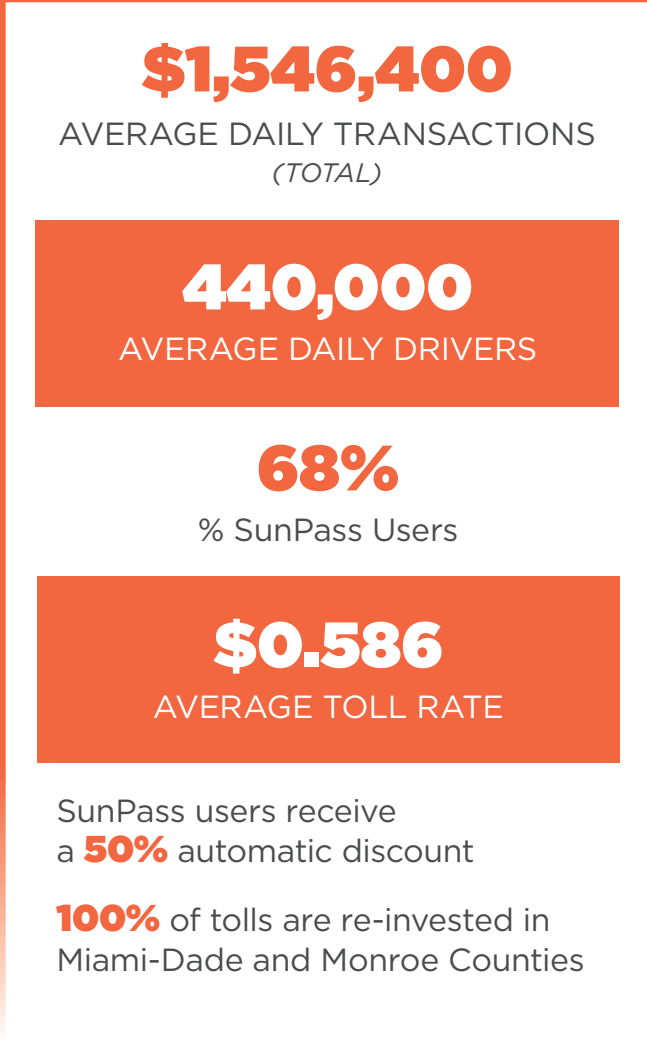 $1,546,400
AVERAGE DAILY TRANSACTIONS
(TOTAL)
440,000
AVERAGE DAILY DRIVERS
68%
% SunPass Users
$0.586
AVERAGE TOLL RATE
SunPass users receive
a 50% automatic discount
100% of tolls are re-invested in
Miami-Dade and Monroe Counties